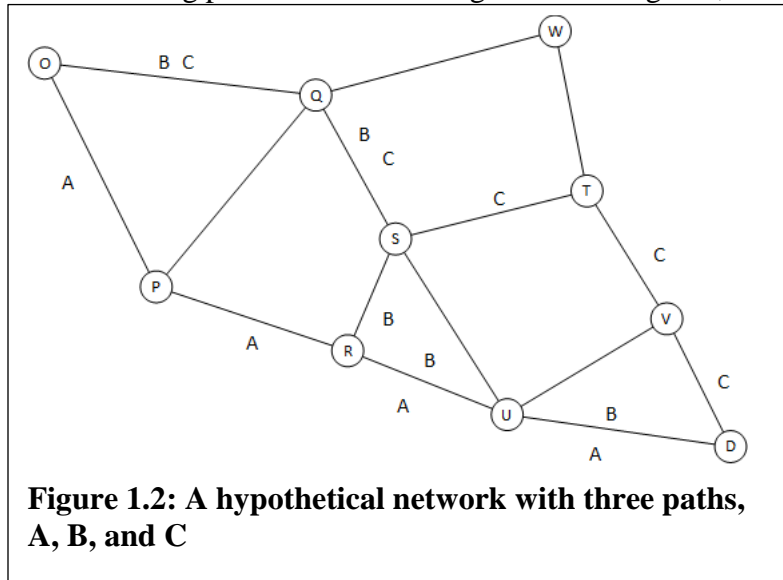 W
O
B C
Q
B
C
A
C
T
S
C
P
B
V
A
R
B
C
A
U
B
A
D
Figure 1.2: A hypothetical network with three paths,
A, B, and C